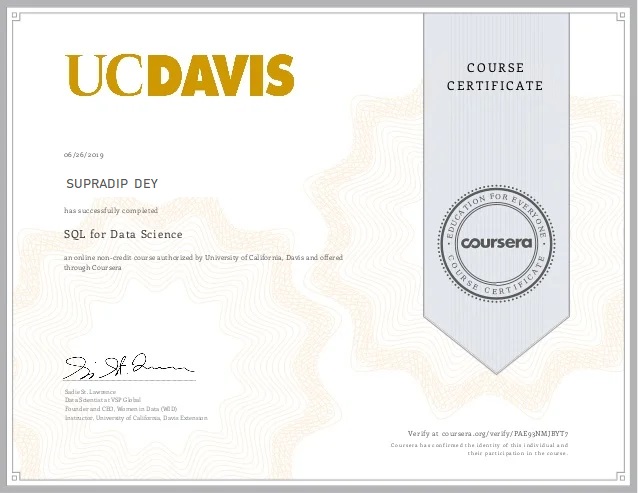 UCDAVIS
COURSE
CERTIFICATE
06/26/2019
SUPRADIP DEY
has successfully completed
SQL for Data Science
an online non-credit course authorized by University of California, Davis and offered
through Coursera
EDUCATION FOR EVERYONE
coursera
COURSE CERTIFICATE
Sadie St. Lawrence
Data Scientist at VSP Global
Founder and CEO, Women in Data (WID)
Instructor, University of California, Davis Extension
Verify at coursera.org/verify/PAE93NMJBYT7
Coursera has confirmed the identity of this individual and
their participation in the course.